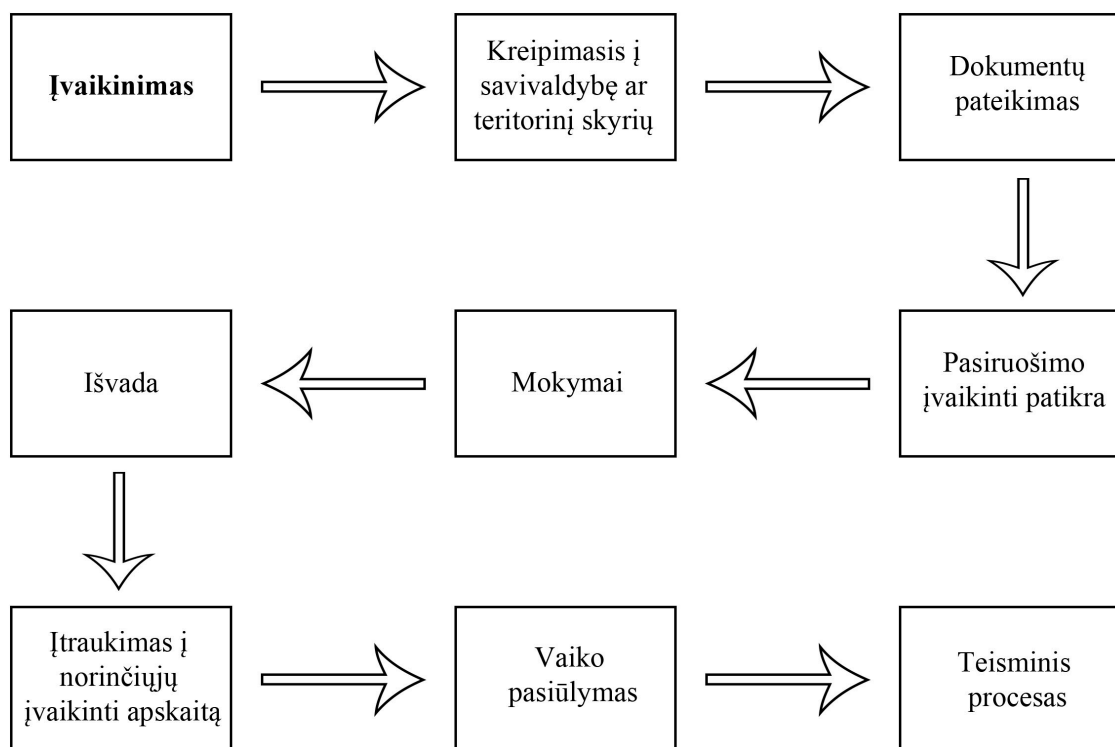 Įvaikinimas
Kreipimasis į
savivaldybę ar
teritorinį skyrių
Dokumentų
pateikimas
Pasiruošimo
įvaikinti patikra
Mokymai
Išvada
Įtraukimas į
norinčiųjų
įvaikinti apskaitą
Vaiko
pasiūlymas
Teisminis
procesas